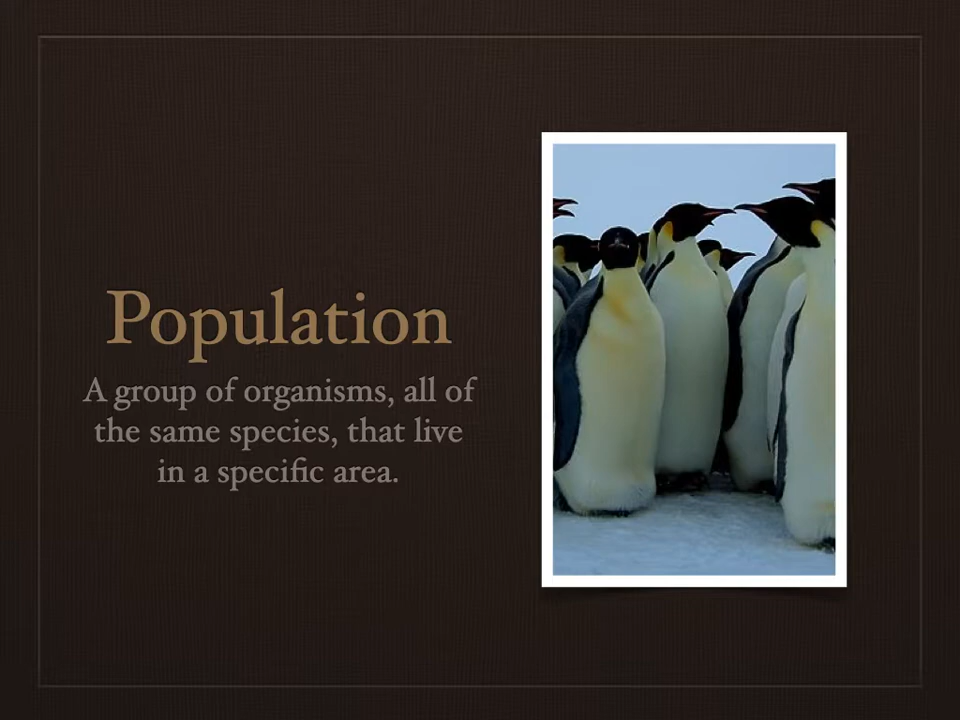 Population
A group of organisms, all of
the same species, that live
in a specific area.